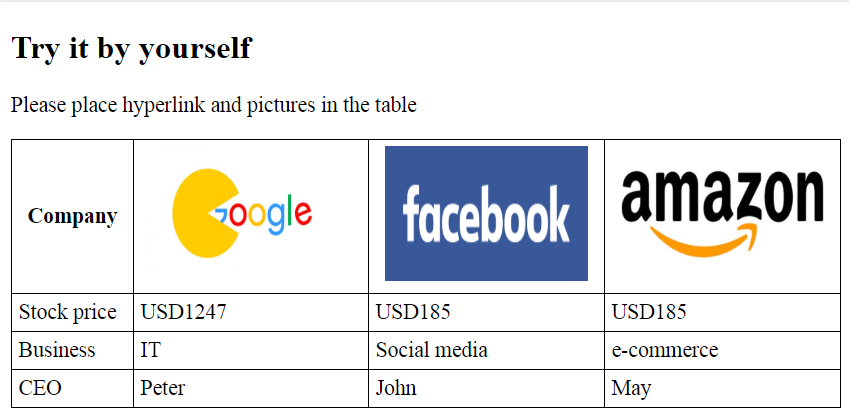 Try it by yourself
Please place hyperlink and pictures in the table
Company Google facebook amazon
Stock price USD1247 USD185 USD185
Business IT Social media e-commerce
CEO Peter John May